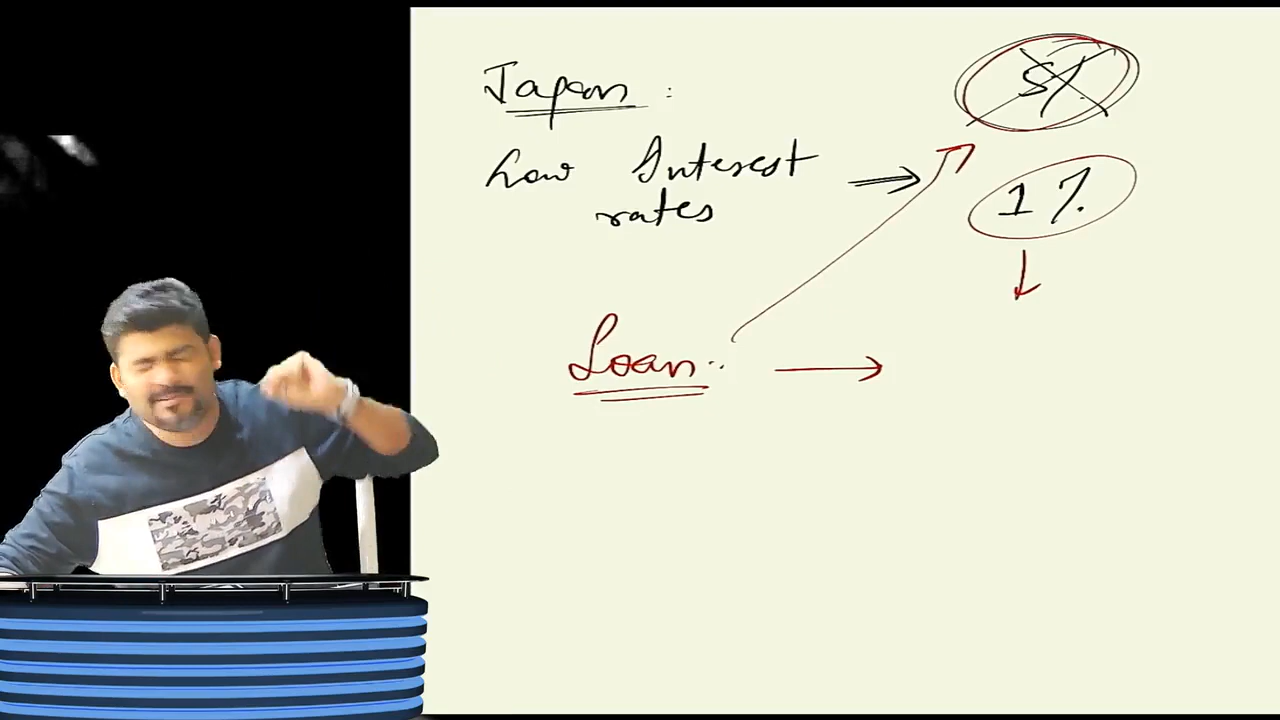 Japan :
5%
Low Interest
rates
1%
Loan :